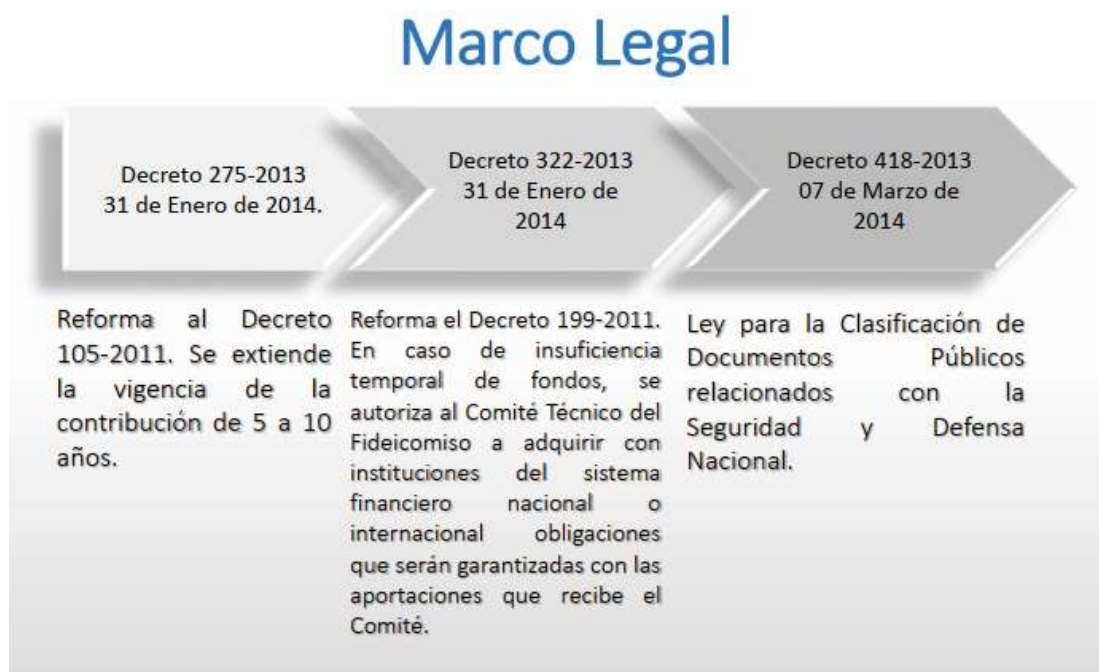 Marco Legal
Decreto 275-2013
31 de Enero de 2014.
Decreto 322-2013
31 de Enero de
2014
Decreto 418-2013
07 de Marzo de
2014
Reforma al Decreto
105-2011. Se extiende
la vigencia de la
contribución de 5 a 10
años.
Reforma el Decreto 199-2011.
En caso de insuficiencia
temporal de fondos, se
autoriza al Comité Técnico del
Fideicomiso a adquirir con
instituciones del sistema
financiero nacional o
internacional obligaciones
que serán garantizadas con las
aportaciones que recibe el
Comité.
Ley para la Clasificación de
Documentos Públicos
relacionados con la
Seguridad y Defensa
Nacional.